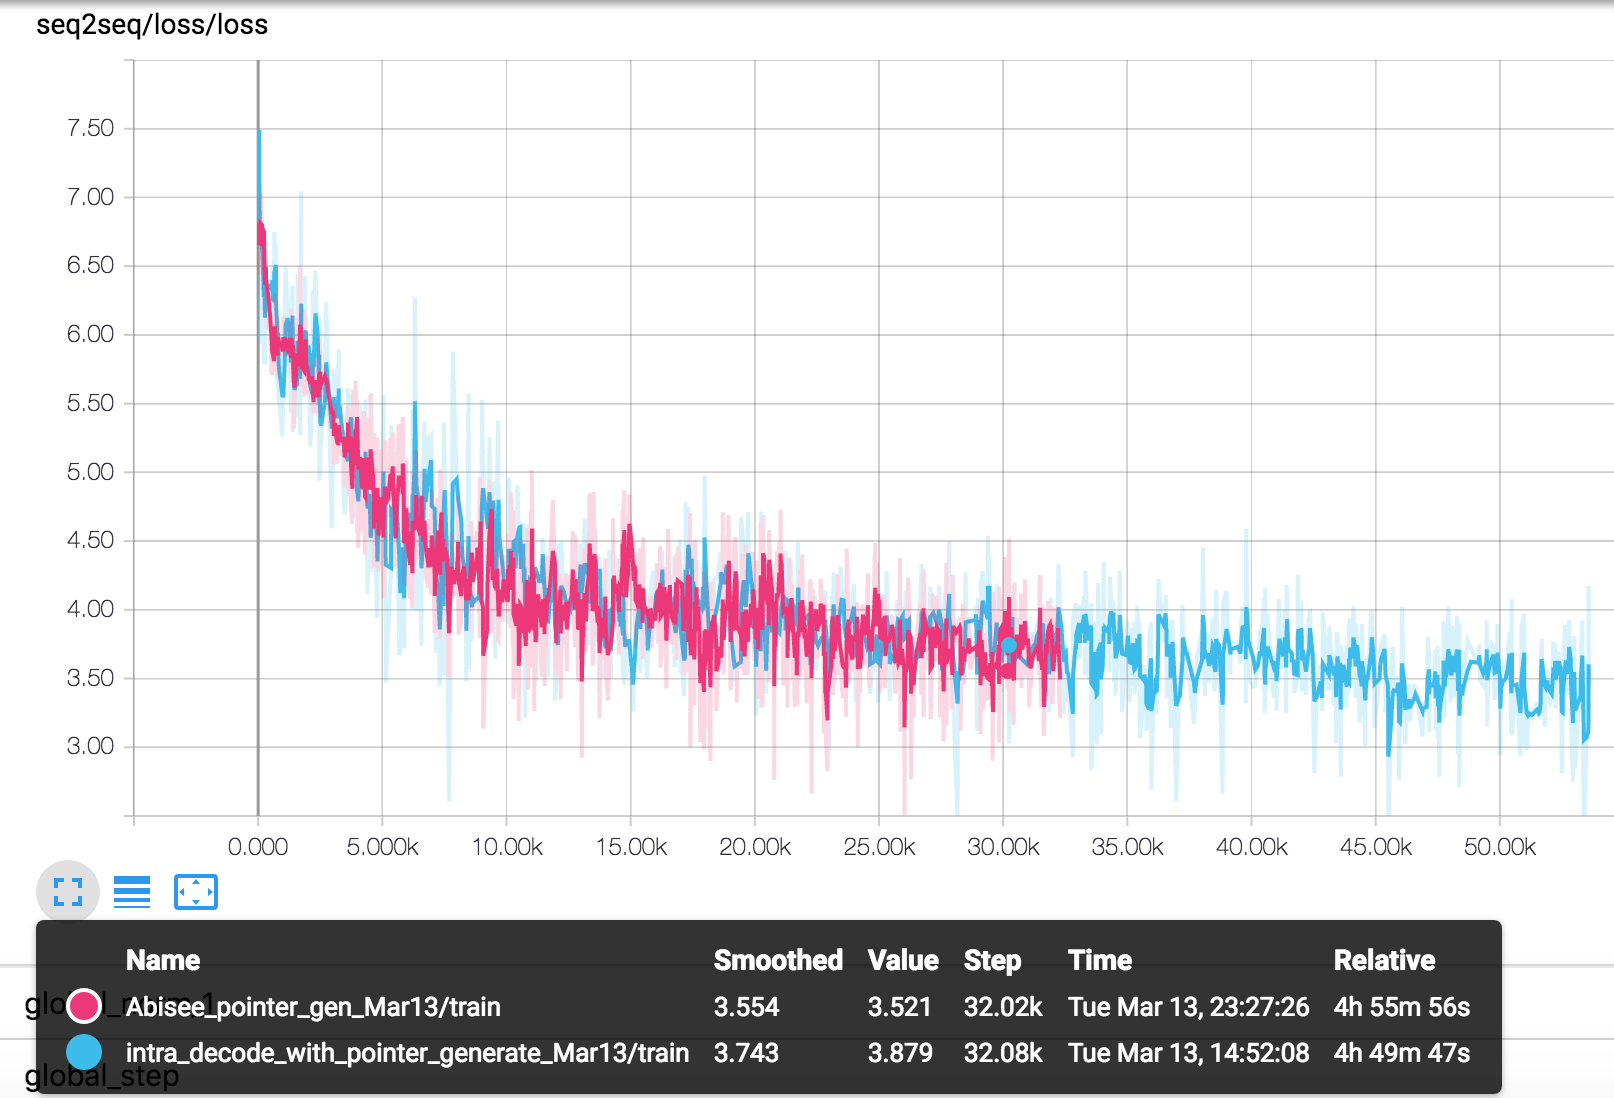 seq2seq/loss/loss
7.50
7.00
6.50
6.00
5.50
5.00
4.50
4.00
3.50
3.00
0.000 5.000k 10.00k 15.00k 20.00k 25.00k 30.00k 35.00k 40.00k 45.00k 50.00k
Name Smoothed Value Step Time Relative
global_norm_1
Abisee_pointer_gen_Mar13/train 3.554 3.521 32.02k Tue Mar 13, 23:27:26 4h 55m 56s
intra_decode_with_pointer_generate_Mar13/train 3.743 3.879 32.08k Tue Mar 13, 14:52:08 4h 49m 47s
global_step